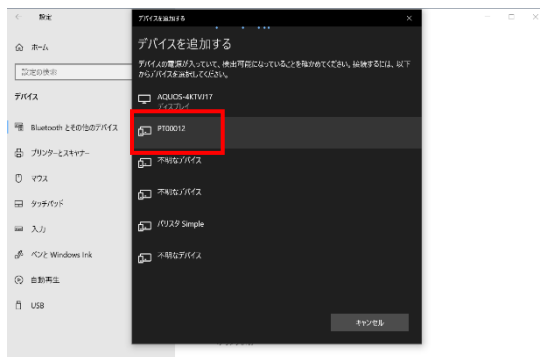 設定
ホーム
設定の検索
デバイス
Bluetooth とその他のデバイス
プリンターとスキャナー
マウス
タッチパッド
入力
ペンと Windows Ink
自動再生
USB
デバイスを追加する
デバイスを追加する
デバイスの電源が入っていて、検出可能になっていることを確かめてください。接続するには、以下
からデバイスを選択してください。
AQUOS-4KTVJ17
ディスプレイ
PT00012
不明なデバイス
不明なデバイス
バリスタ Simple
不明なデバイス
キャンセル